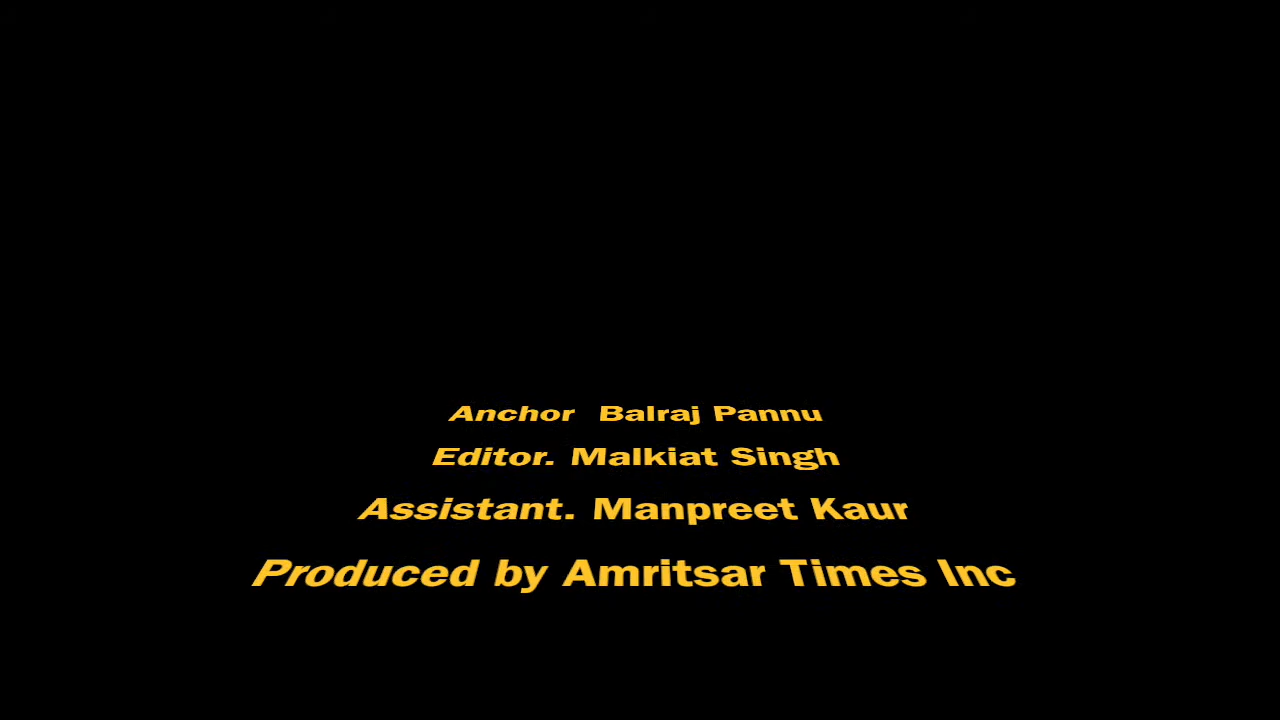 Anchor Balraj Pannu
Editor. Malkiat Singh
Assistant. Manpreet Kaur
Produced by Amritsar Times Inc